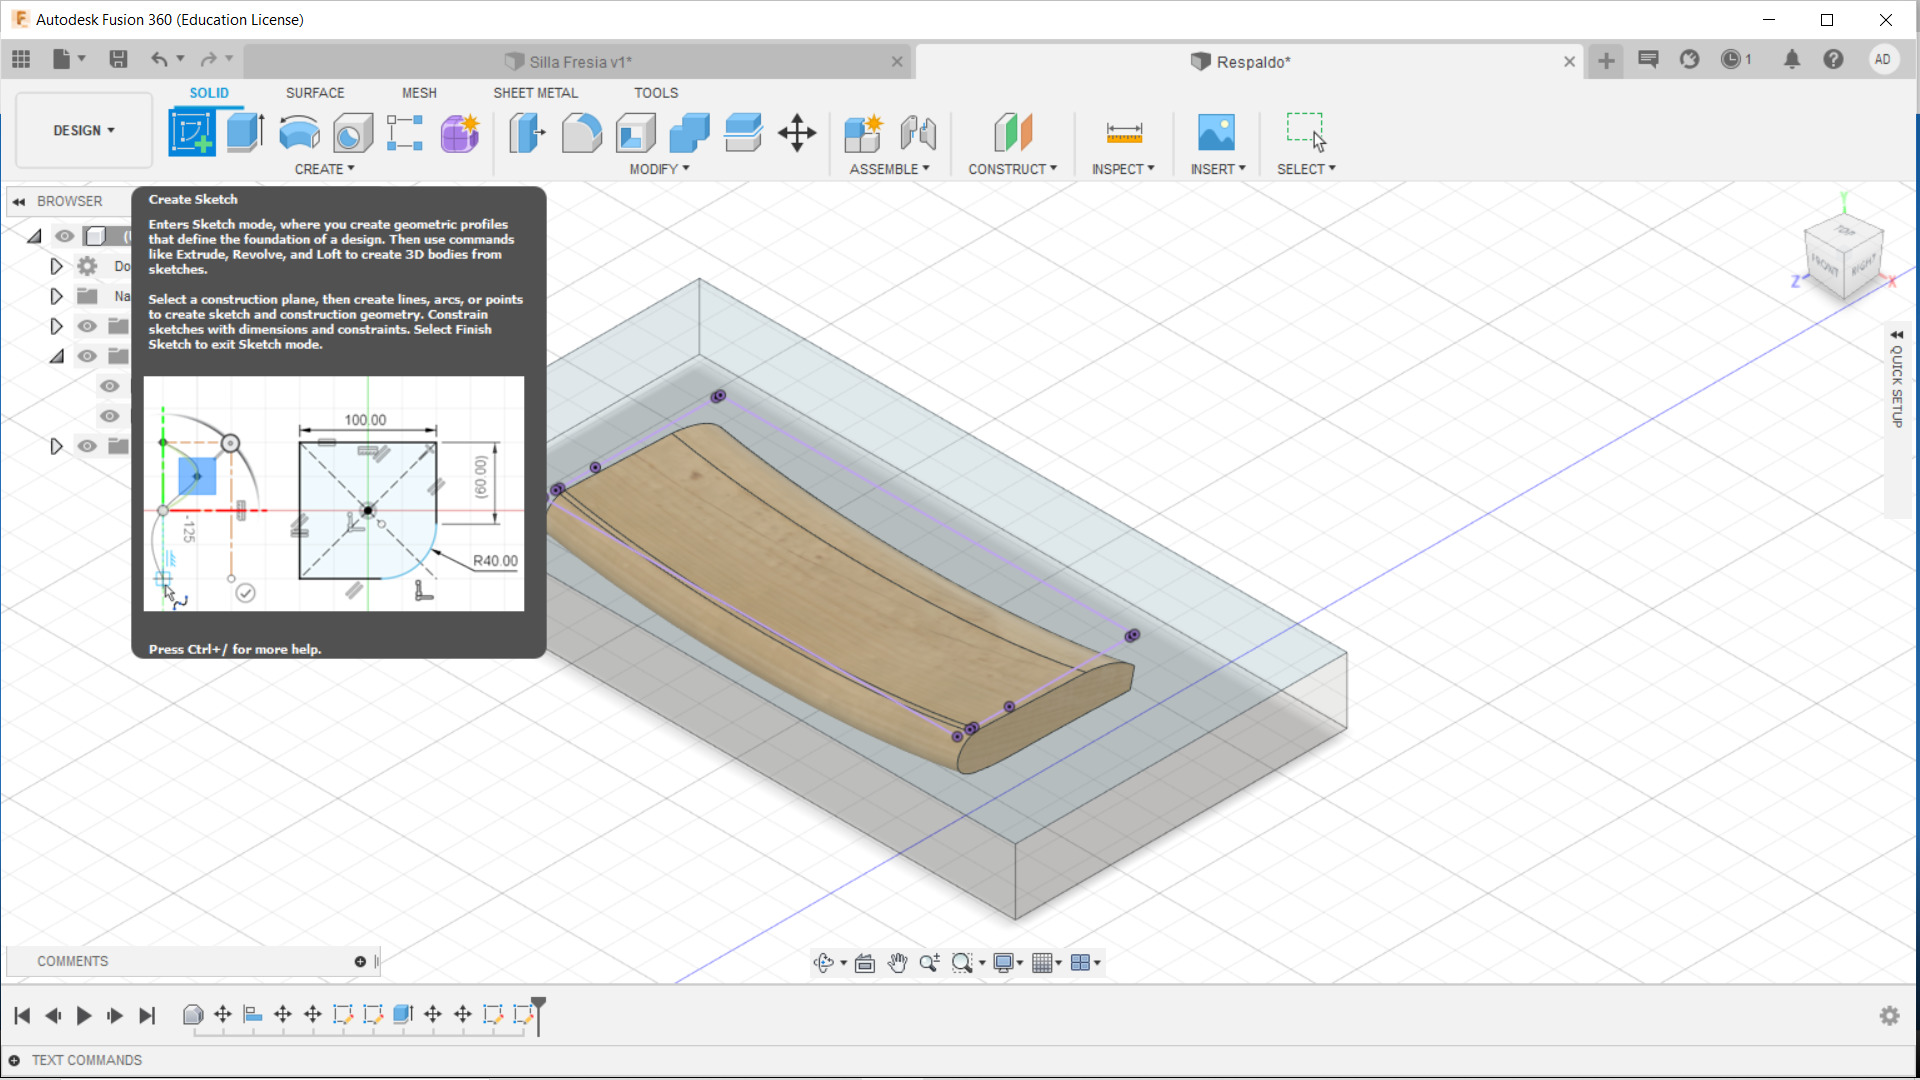 Autodesk Fusion 360 (Education License)
Silla Fresia v1*
Respaldo*
1
AD
DESIGN
SOLID
SURFACE
MESH
SHEET METAL
TOOLS
CREATE
MODIFY
ASSEMBLE
CONSTRUCT
INSPECT
INSERT
SELECT
BROWSER
Do
Na
Create Sketch
Enters Sketch mode, where you create geometric profiles
that define the foundation of a design. Then use commands
like Extrude, Revolve, and Loft to create 3D bodies from
sketches.
Select a construction plane, then create lines, arcs, or points
to create sketch and construction geometry. Constrain
sketches with dimensions and constraints. Select Finish
Sketch to exit Sketch mode.
100.00
(60.00)
-125
R40.00
Press Ctrl+/ for more help.
Y
TOP
FRONT
RIGHT
Z
X
QUICK SETUP
COMMENTS
TEXT COMMANDS